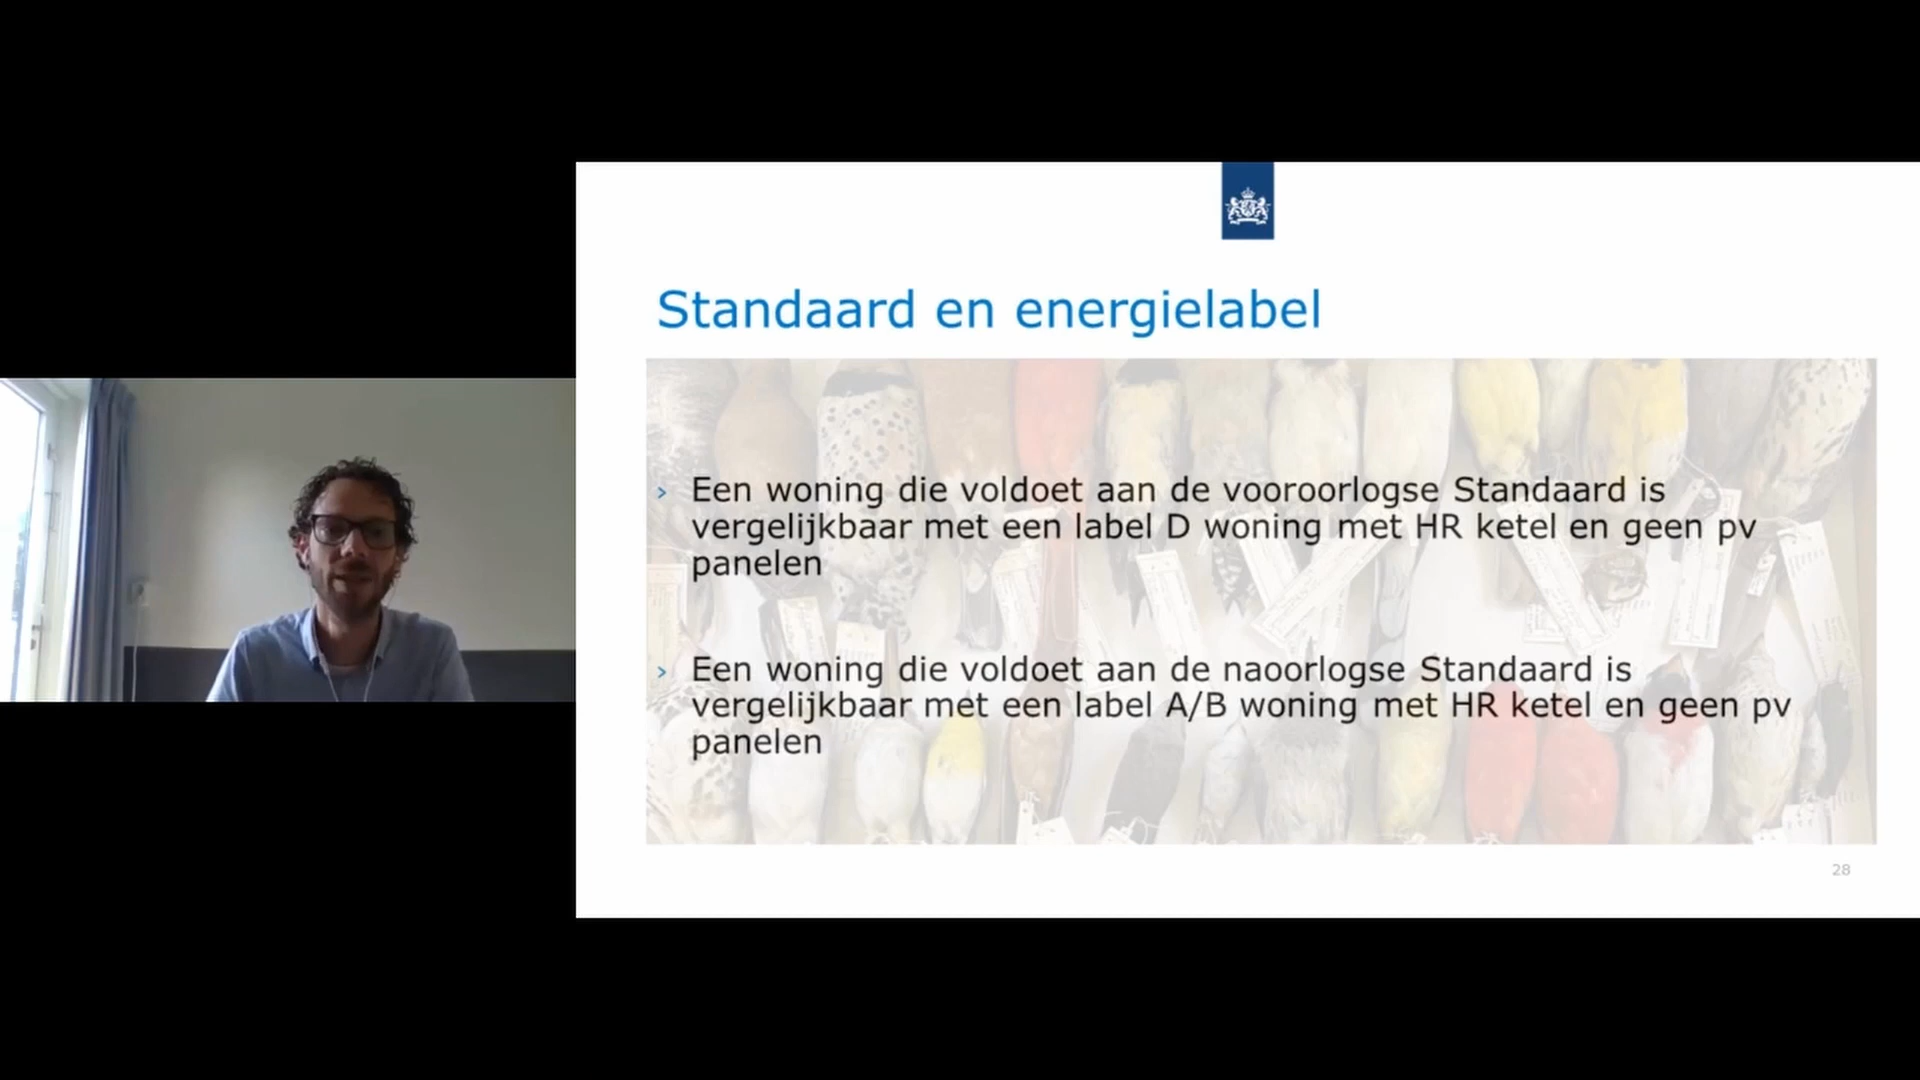 Standaard en energielabel
› Een woning die voldoet aan de vooroorlogse Standaard is
vergelijkbaar met een label D woning met HR ketel en geen pv
panelen
› Een woning die voldoet aan de naoorlogse Standaard is
vergelijkbaar met een label A/B woning met HR ketel en geen pv
panelen
28